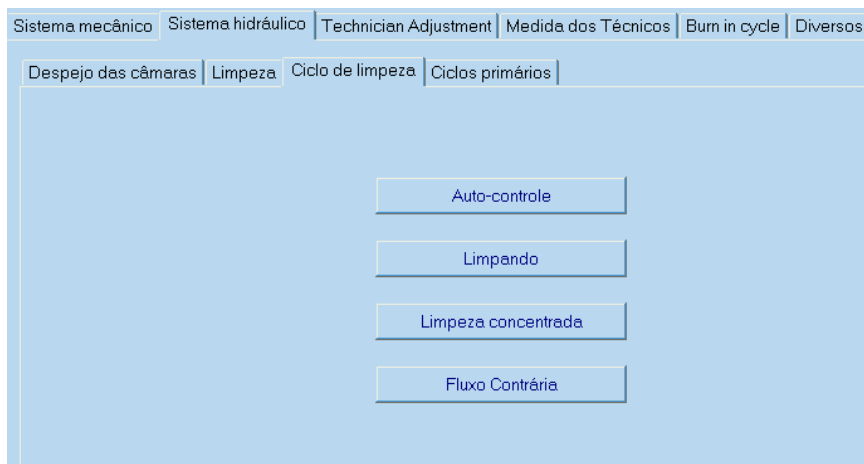 Sistema mecânico Sistema hidráulico Technician Adjustment Medida dos Técnicos Burn in cycle Diversos
Despejo das câmaras Limpeza Ciclo de limpeza Ciclos primários
Auto-controle
Limpando
Limpeza concentrada
Fluxo Contrária